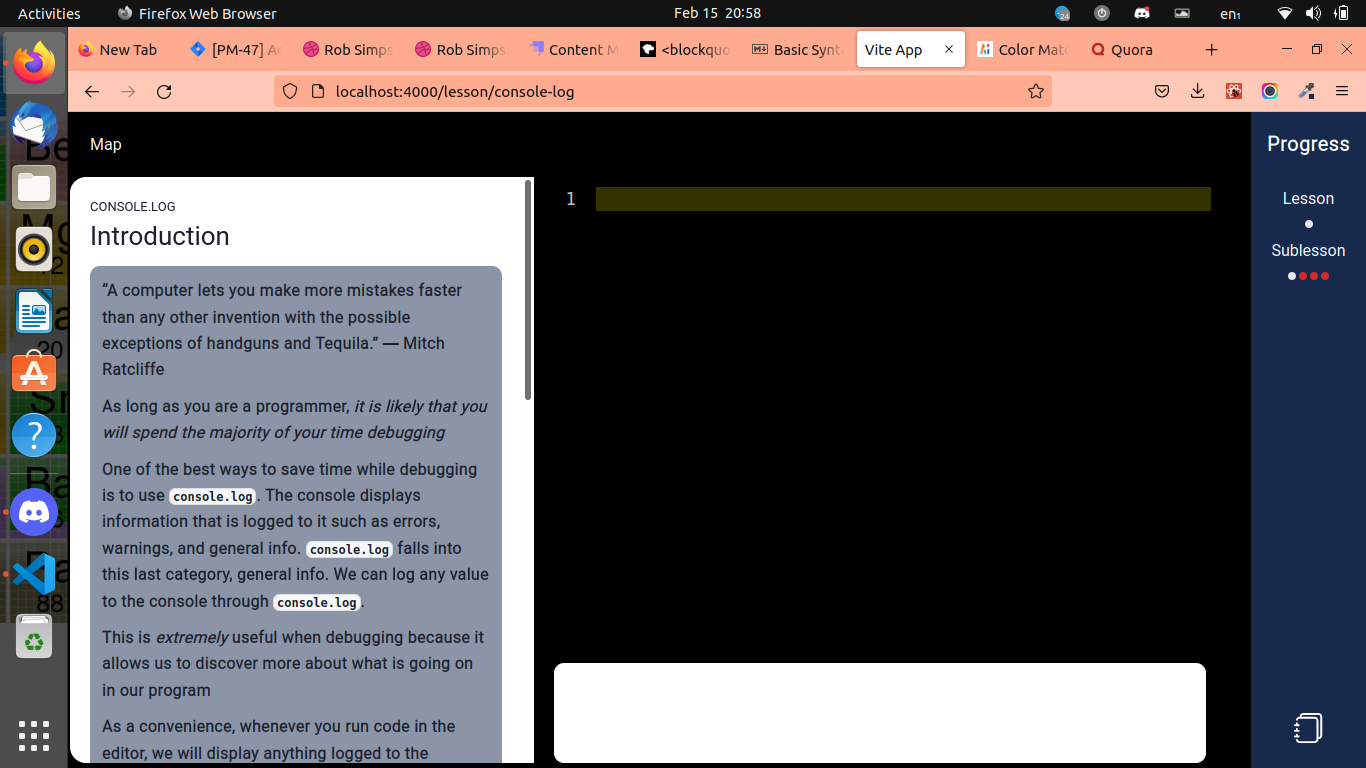 Activities
Firefox Web Browser
Feb 15 20:58
24
en₁
New Tab
[PM-47] Ac
Rob Simps
Rob Simps
Content M
<blockquo
Basic Synta
Vite App
Color Matc
Quora
localhost:4000/lesson/console-log
Map
CONSOLE.LOG
Introduction
“A computer lets you make more mistakes faster
than any other invention with the possible
exceptions of handguns and Tequila.” — Mitch
Ratcliffe
As long as you are a programmer, it is likely that you
will spend the majority of your time debugging
One of the best ways to save time while debugging
is to use console.log. The console displays
information that is logged to it such as errors,
warnings, and general info. console.log falls into
this last category, general info. We can log any value
to the console through console.log.
This is extremely useful when debugging because it
allows us to discover more about what is going on
in our program
As a convenience, whenever you run code in the
editor, we will display anything logged to the
1
Progress
Lesson
Sublesson
20
88